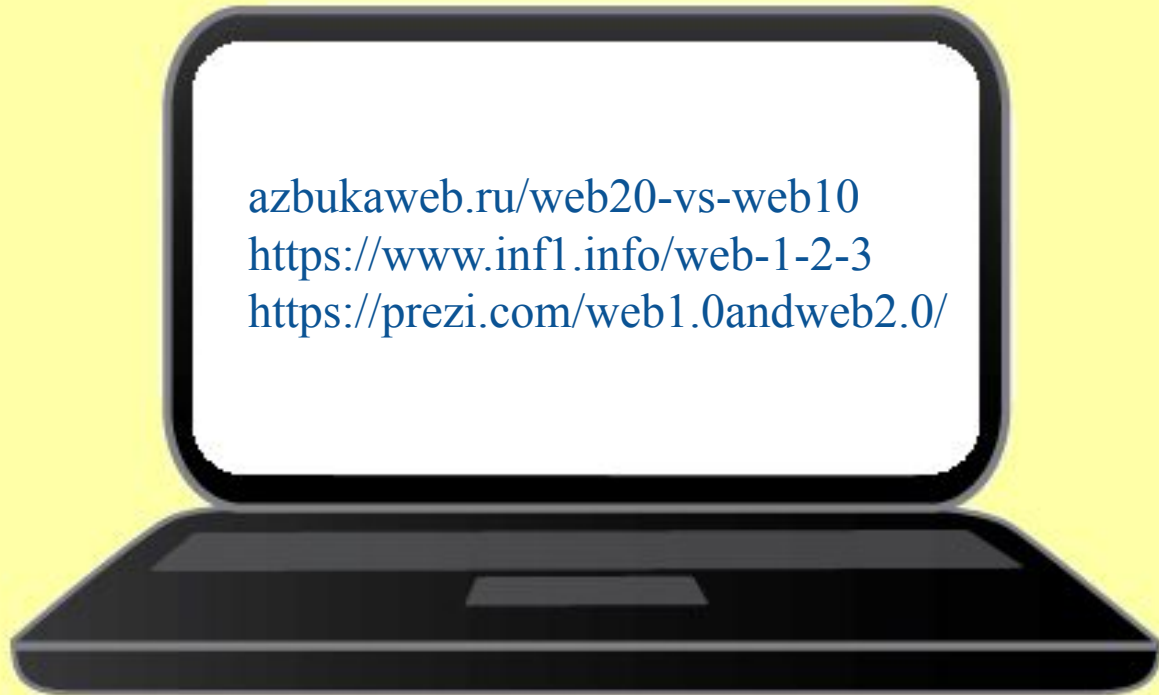 azbukaweb.ru/web20-vs-web10
https://www.inf1.info/web-1-2-3
https://prezi.com/web1.0andweb2.0/